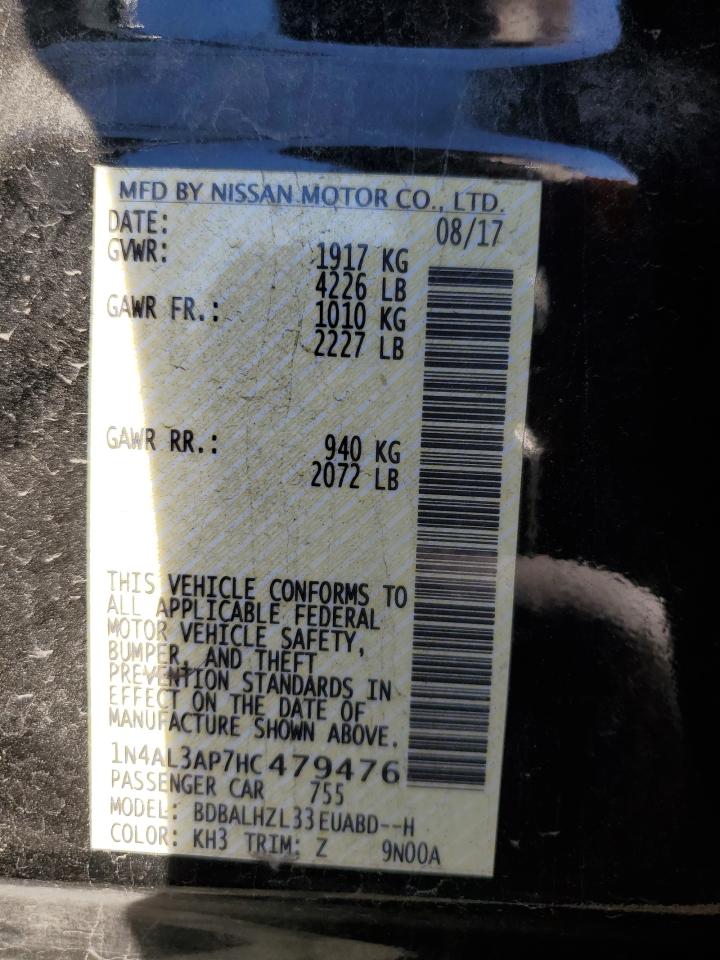 MFD BY NISSAN MOTOR CO., LTD.
DATE: 08/17
GVWR: 1917 KG
4226 LB
GAWR FR.: 1010 KG
2227 LB
GAWR RR.: 940 KG
2072 LB
THIS VEHICLE CONFORMS TO
ALL APPLICABLE FEDERAL
MOTOR VEHICLE SAFETY,
BUMPER, AND THEFT
PREVENTION STANDARDS IN
EFFECT ON THE DATE OF
MANUFACTURE SHOWN ABOVE.
1N4AL3AP7HC479476
PASSENGER CAR 755
MODEL: BDBALHZL33EUABD--H
COLOR: KH3 TRIM: Z 9N00A